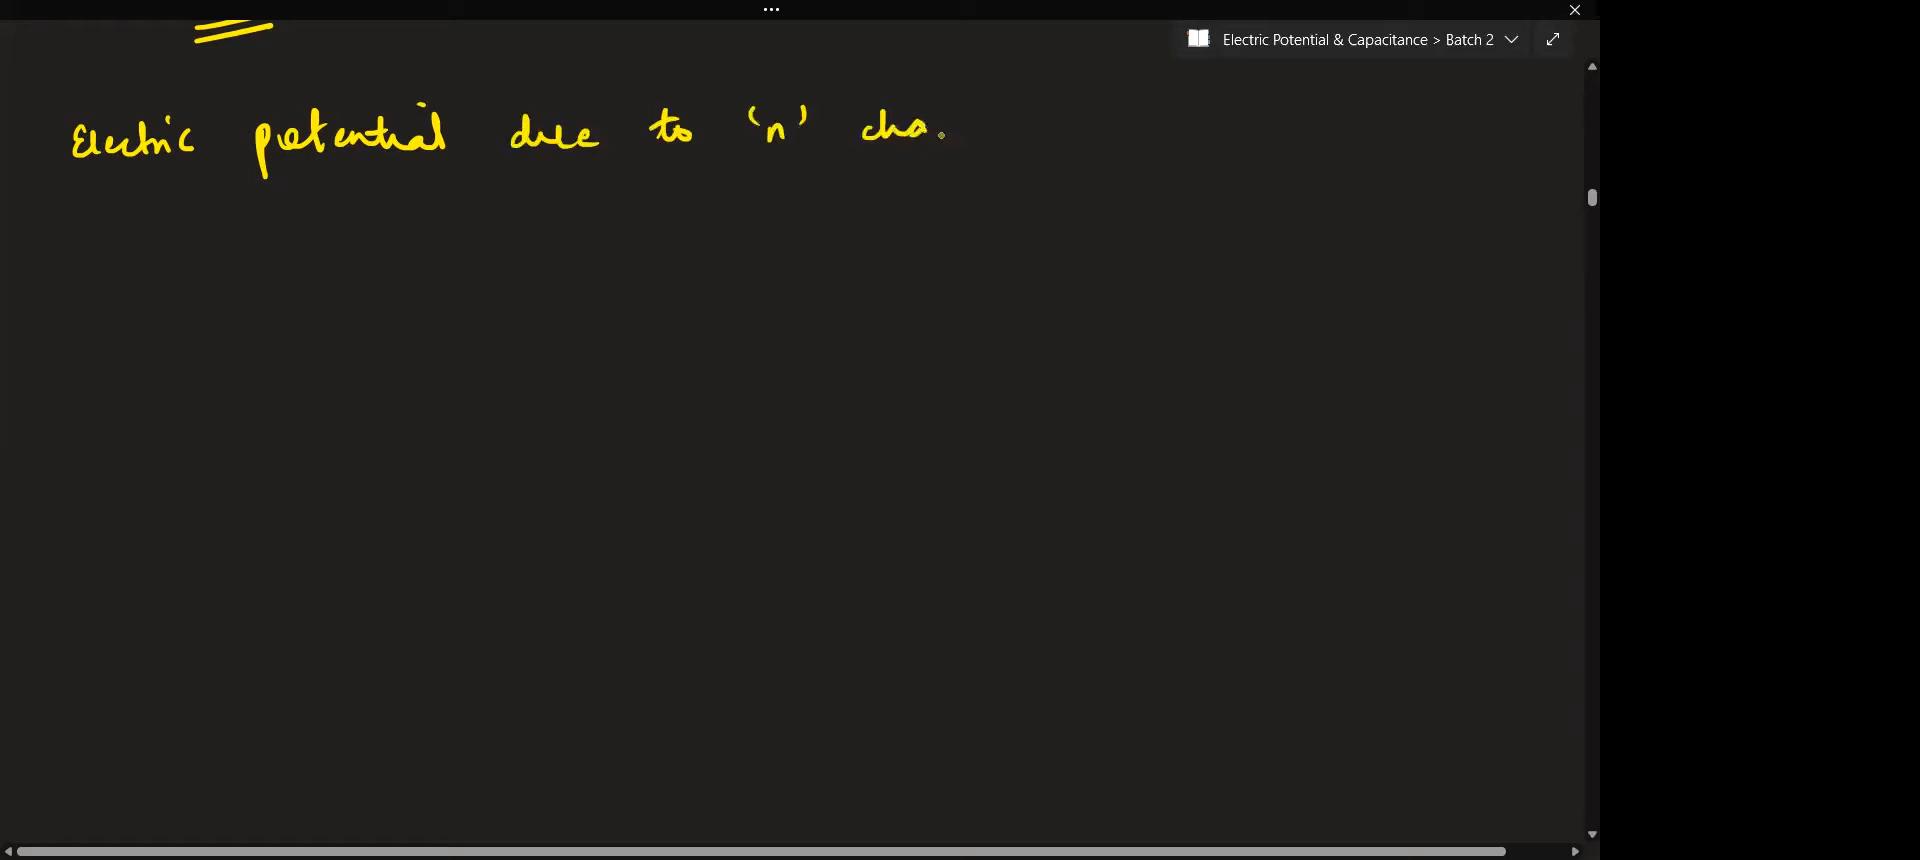 Electric Potential & Capacitance > Batch 2
Electric potential due to 'n' cha